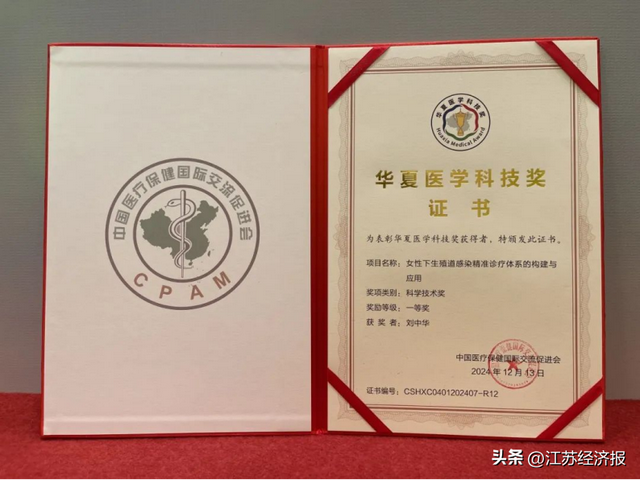 中国医疗保健国际交流促进会
CPAM
华夏医学科技奖
Huaxia Medical Award
华夏医学科技奖
证书
为表彰华夏医学科技奖获得者，特颁发此证书。
项目名称：女性下生殖道感染精准诊疗体系的构建与
应用
奖项类别：科学技术奖
奖励等级：一等奖
获奖者：刘中华
中国医疗保健国际交流促进会
2024年12月13日
证书编号：CSHXC0401202407-R12
头条@江苏经济报